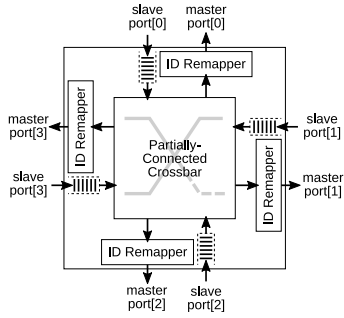 slave
port[0]
master
port[0]
ID Remapper
master
port[3]
ID Remapper
slave
port[3]
Partially-
Connected
Crossbar
slave
port[1]
ID Remapper
master
port[1]
ID Remapper
master
port[2]
slave
port[2]